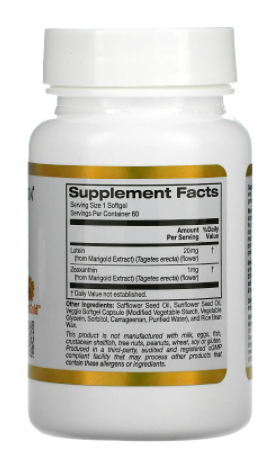 Supplement Facts
Serving Size 1 Softgel
Servings Per Container 60
Amount %Daily
Per Serving Value
Lutein 20mg †
(from Marigold Extract) (Tagetes erecta) (flower)
Zeaxanthin 1mg †
(from Marigold Extract) (Tagetes erecta) (flower)
† Daily Value not established.
Other Ingredients: Safflower Seed Oil, Sunflower Seed Oil,
Veggie Softgel Capsule (Modified Vegetable Starch, Vegetable
Glycerin, Sorbitol, Carrageenan, Purified Water), and Rice Bran
Wax.
This product is not manufactured with milk, eggs, fish,
crustacean shellfish, tree nuts, peanuts, wheat, soy or gluten.
Produced in a third-party, audited and registered cGMP
compliant facility that may process other products that
contain these allergens or ingredients.